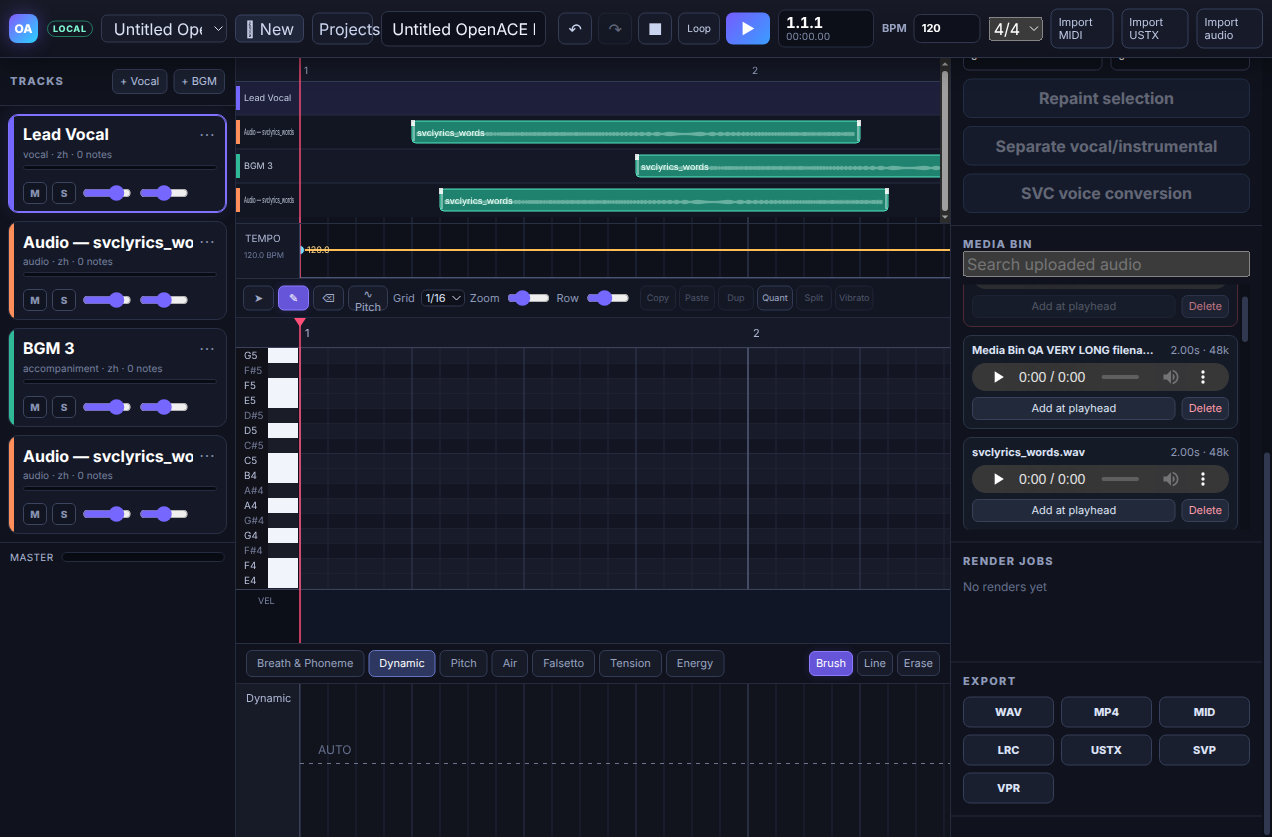 OA LOCAL Untitled Ope New Projects Untitled OpenACE ↶ ↷ Loop 1.1.1 BPM 120 4/4 Import MIDI Import USTX Import audio
00:00.00
TRACKS + Vocal + BGM
Lead Vocal ...
vocal · zh · 0 notes
M S
Audio — svclyrics_wo ...
audio · zh · 0 notes
M S
BGM 3 ...
accompaniment · zh · 0 notes
M S
Audio — svclyrics_wo ...
audio · zh · 0 notes
M S
MASTER
1 2
Lead Vocal
Audio — svclyrics_words svclyrics_words
BGM 3 svclyrics_words
Audio — svclyrics_words svclyrics_words
TEMPO
120.0 BPM
120.0
Pitch Grid 1/16 Zoom Row Copy Paste Dup Quant Split Vibrato
1 2
G5
F#5
F5
E5
D#5
D5
C#5
C5
B4
A#4
A4
G#4
G4
F#4
F4
E4
VEL
Breath & Phoneme Dynamic Pitch Air Falsetto Tension Energy Brush Line Erase
Dynamic
AUTO
Repaint selection
Separate vocal/instrumental
SVC voice conversion
MEDIA BIN
Search uploaded audio
Add at playhead Delete
Media Bin QA VERY LONG filena... 2.00s · 48k
0:00 / 0:00
Add at playhead Delete
svclyrics_words.wav 2.00s · 48k
0:00 / 0:00
Add at playhead Delete
RENDER JOBS
No renders yet
EXPORT
WAV MP4 MID
LRC USTX SVP
VPR